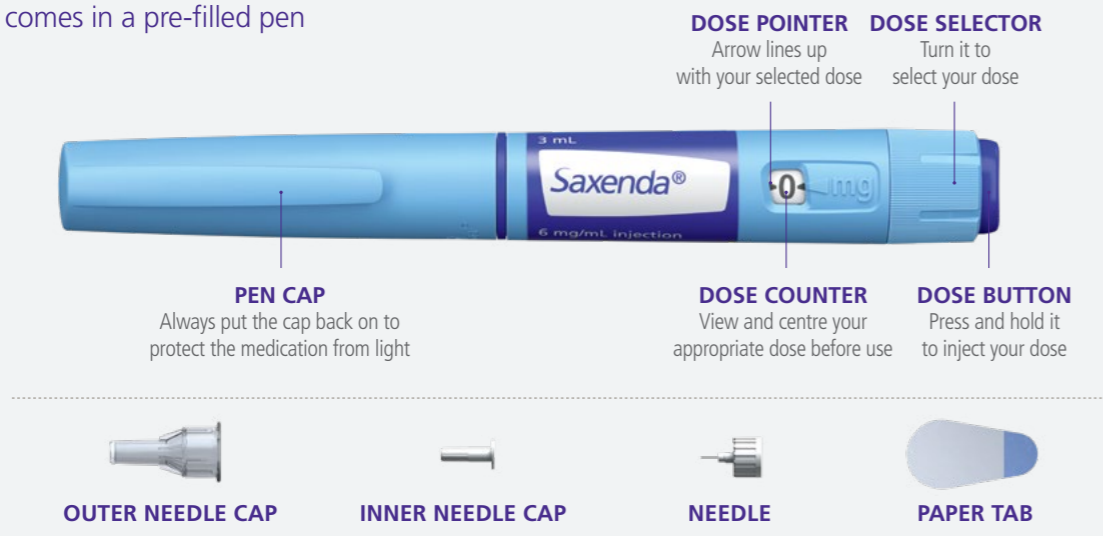 comes in a pre-filled pen
DOSE POINTER
Arrow lines up
with your selected dose
DOSE SELECTOR
Turn it to
select your dose
3 mL
Saxenda®
6 mg/mL injection
0
mg
PEN CAP
Always put the cap back on to
protect the medication from light
DOSE COUNTER
View and centre your
appropriate dose before use
DOSE BUTTON
Press and hold it
to inject your dose
OUTER NEEDLE CAP
INNER NEEDLE CAP
NEEDLE
PAPER TAB